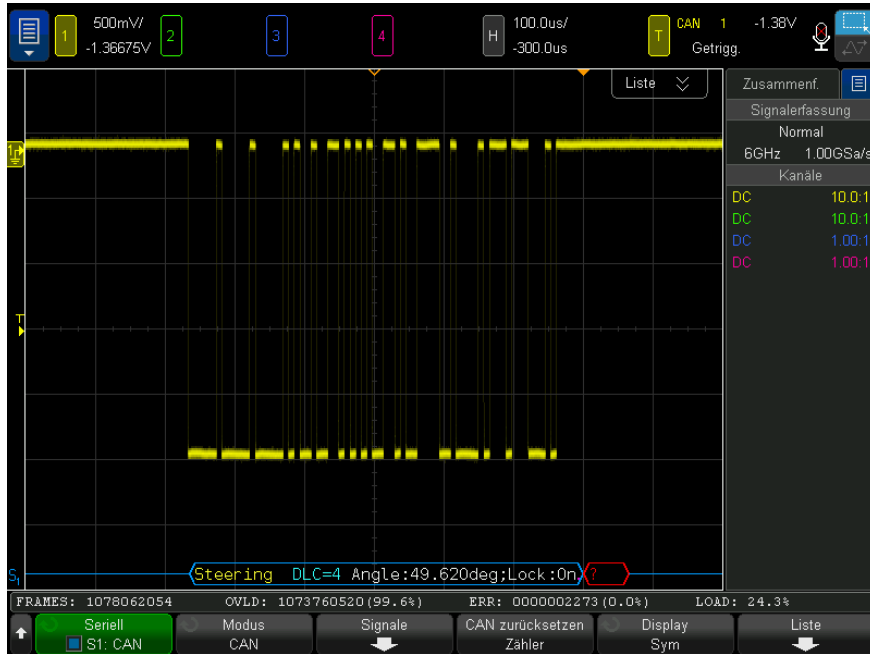 500mV/
1
-1.36675V
2
3
4
H
100.0us/
-300.0us
T
CAN 1 -1.38V
Getrigg.
Liste
Zusammenf.
Signalerfassung
Normal
6GHz 1.00GSa/s
Kanäle
DC 10.0:1
DC 10.0:1
DC 1.00:1
DC 1.00:1
1
T
S1
Steering DLC=4 Angle:49.620deg;Lock:On
?
FRAMES: 1078062054 OVLD: 1073760520(99.6%) ERR: 0000002273(0.0%) LOAD: 24.3%
Seriell Modus Signale CAN zurücksetzen Display Liste
S1: CAN CAN Zähler Sym